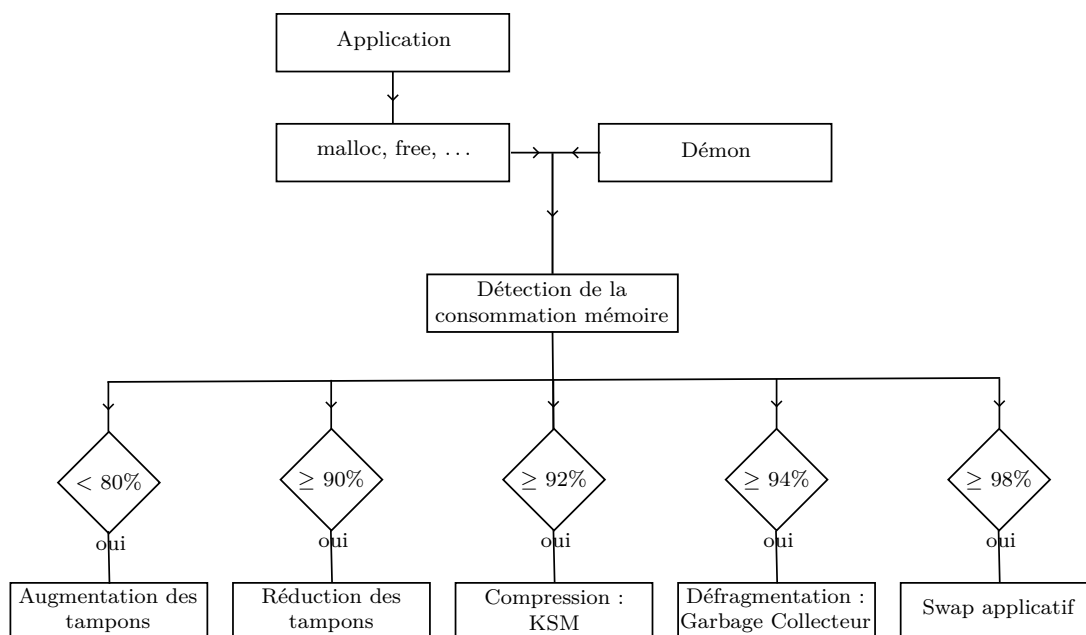 Application
malloc, free, . . .
Démon
Détection de la
consommation mémoire
< 80%
≥ 90%
≥ 92%
≥ 94%
≥ 98%
oui
oui
oui
oui
oui
Augmentation des
tampons
Réduction des
tampons
Compression :
KSM
Défragmentation :
Garbage Collecteur
Swap applicatif